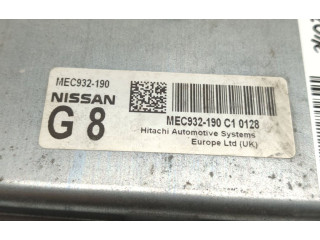 MEC932-190
NISSAN
G 8
MEC932-190 C1 0128
Hitachi Automotive Systems
Europe Ltd (UK)